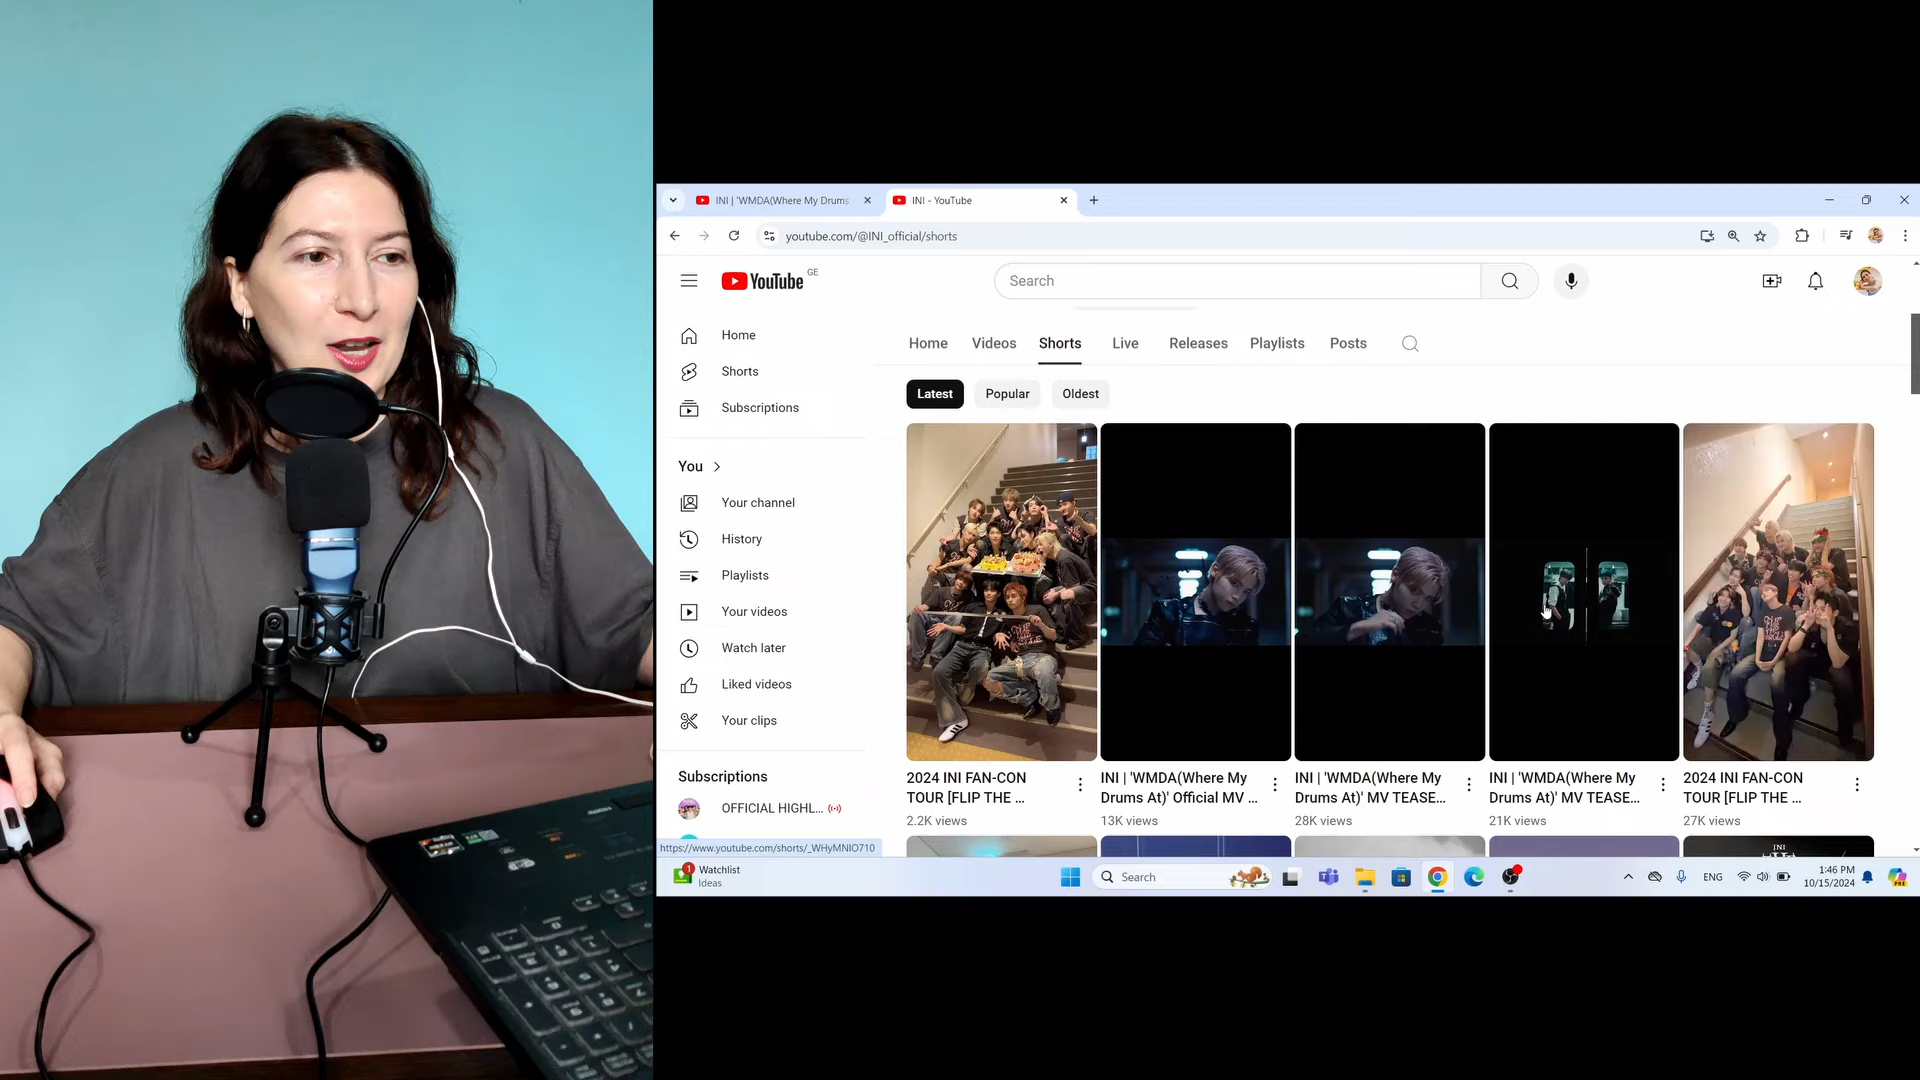 INI | 'WMDA(Where My Drums
INI - YouTube
youtube.com/@INI_official/shorts
YouTube GE
Search
Home
Shorts
Subscriptions
You
Your channel
History
Playlists
Your videos
Watch later
Liked videos
Your clips
Subscriptions
OFFICIAL HIGHL...
https://www.youtube.com/shorts/_WHyMNIO710
Home Videos Shorts Live Releases Playlists Posts
Latest Popular Oldest
2024 INI FAN-CON
TOUR [FLIP THE ...
2.2K views
INI | 'WMDA(Where My
Drums At)' Official MV ...
13K views
INI | 'WMDA(Where My
Drums At)' MV TEASE...
28K views
INI | 'WMDA(Where My
Drums At)' MV TEASE...
21K views
2024 INI FAN-CON
TOUR [FLIP THE ...
27K views
INI
1
Watchlist
Ideas
Search
ENG
1:46 PM
10/15/2024
PRE